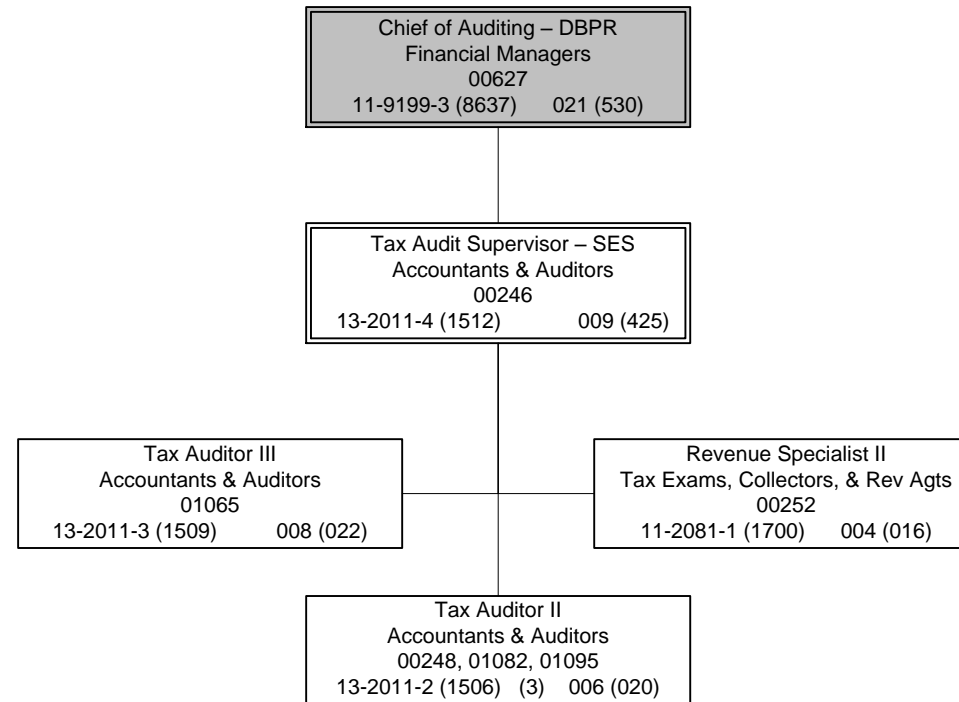 Chief of Auditing – DBPR
Financial Managers
00627
11-9199-3 (8637) 021 (530)
Tax Audit Supervisor – SES
Accountants & Auditors
00246
13-2011-4 (1512) 009 (425)
Tax Auditor III
Accountants & Auditors
01065
13-2011-3 (1509) 008 (022)
Revenue Specialist II
Tax Exams, Collectors, & Rev Agts
00252
11-2081-1 (1700) 004 (016)
Tax Auditor II
Accountants & Auditors
00248, 01082, 01095
13-2011-2 (1506) (3) 006 (020)